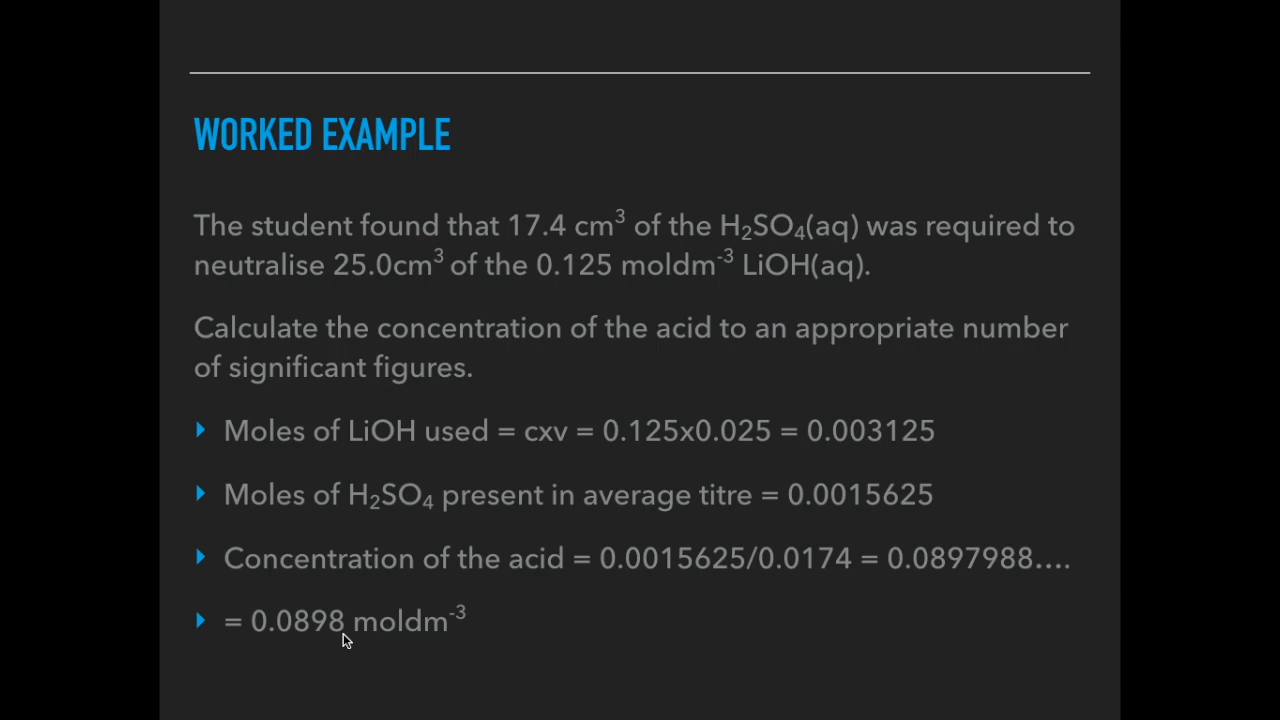 WORKED EXAMPLE
The student found that 17.4 cm³ of the H₂SO₄(aq) was required to
neutralise 25.0cm³ of the 0.125 moldm⁻³ LiOH(aq).
Calculate the concentration of the acid to an appropriate number
of significant figures.
Moles of LiOH used = cxv = 0.125x0.025 = 0.003125
Moles of H₂SO₄ present in average titre = 0.0015625
Concentration of the acid = 0.0015625/0.0174 = 0.0897988....
= 0.0898 moldm⁻³